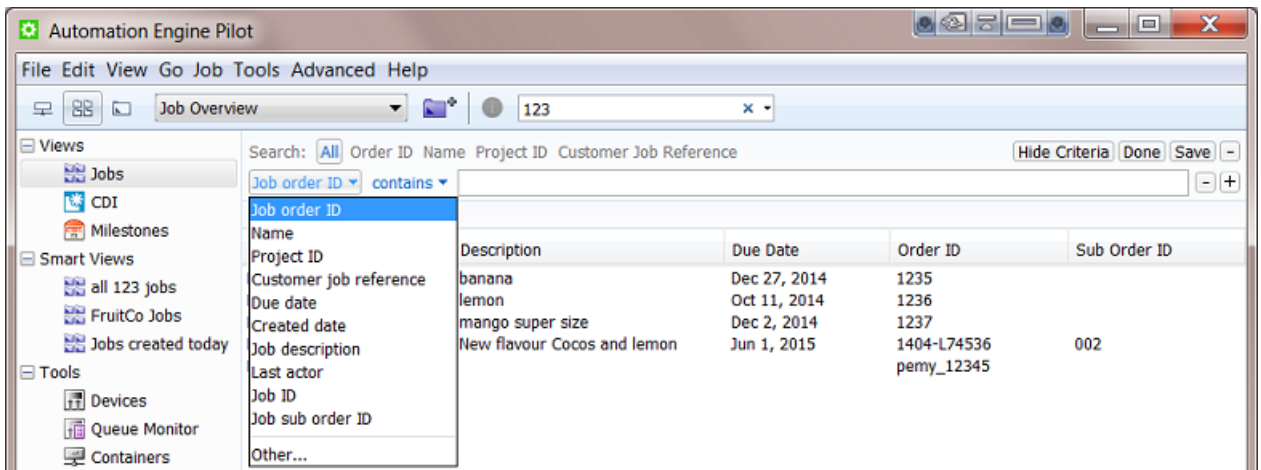 Automation Engine Pilot
File Edit View Go Job Tools Advanced Help
Job Overview 123
Views
Jobs
CDI
Milestones
Smart Views
all 123 jobs
FruitCo Jobs
Jobs created today
Tools
Devices
Queue Monitor
Containers
Search: All Order ID Name Project ID Customer Job Reference Hide Criteria Done Save
Job order ID contains
Job order ID
Name
Project ID
Customer job reference
Due date
Created date
Job description
Last actor
Job ID
Job sub order ID
Other...
Description Due Date Order ID Sub Order ID
banana Dec 27, 2014 1235
lemon Oct 11, 2014 1236
mango super size Dec 2, 2014 1237
New flavour Cocos and lemon Jun 1, 2015 1404-L74536 002
pemy_12345